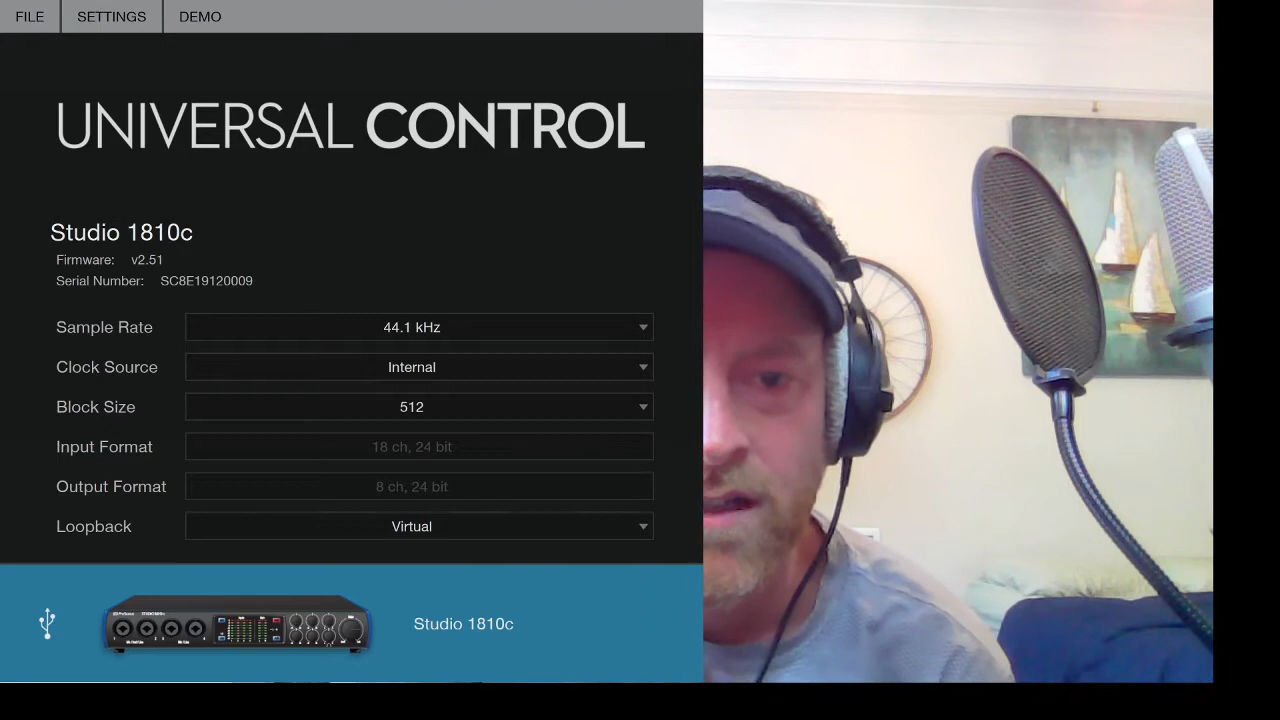 FILE SETTINGS DEMO
UNIVERSAL CONTROL
Studio 1810c
Firmware: v2.51
Serial Number: SC8E19120009
Sample Rate 44.1 kHz
Clock Source Internal
Block Size 512
Input Format 18 ch, 24 bit
Output Format 8 ch, 24 bit
Loopback Virtual
Studio 1810c